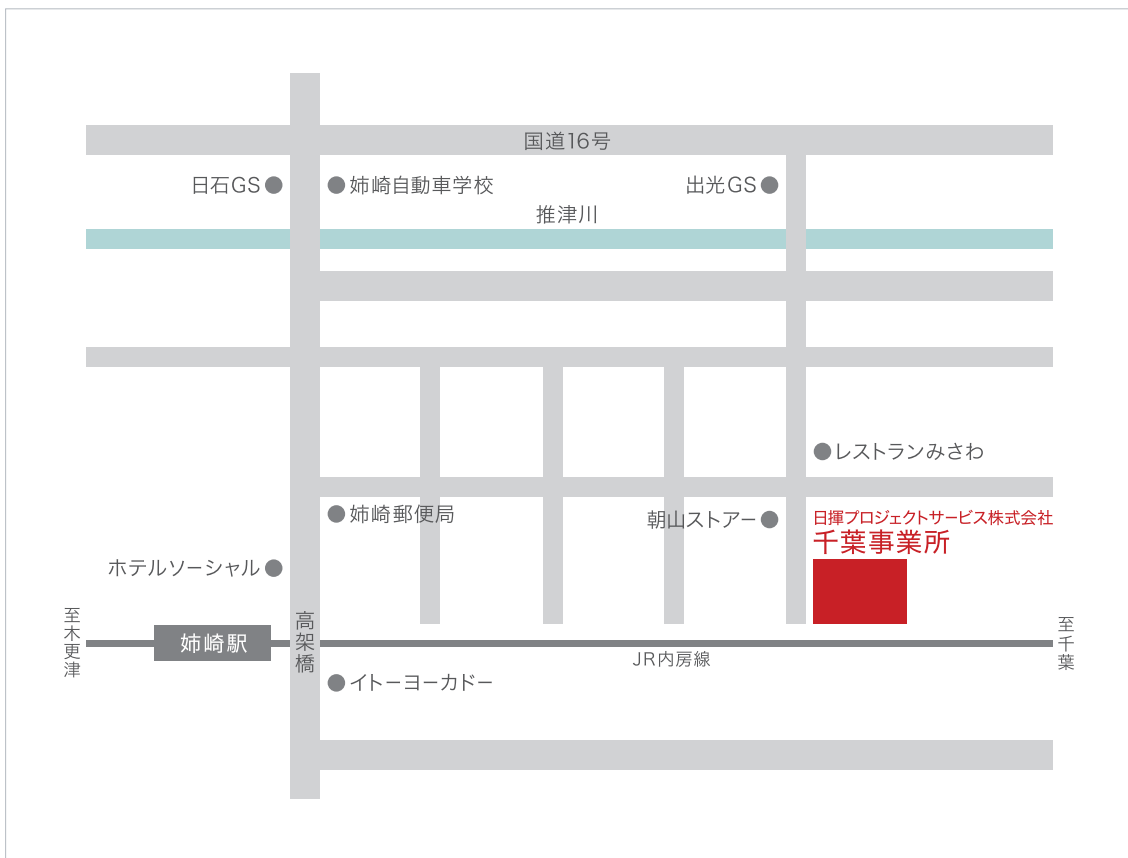 国道16号
日石GS
姉崎自動車学校
出光GS
推津川
レストランみさわ
姉崎郵便局
朝山ストアー
日揮プロジェクトサービス株式会社
千葉事業所
ホテルソーシャル
高架橋
至木更津
姉崎駅
至千葉
JR内房線
イトーヨーカドー